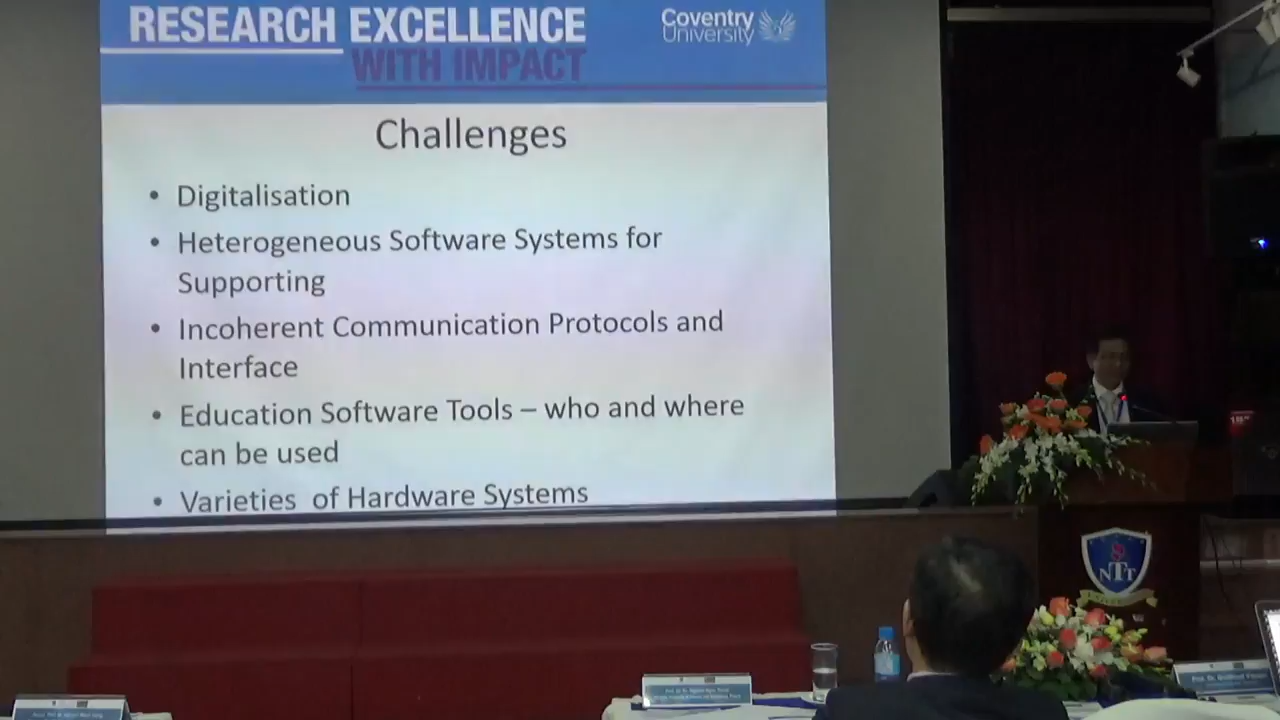 RESEARCH EXCELLENCE
WITH IMPACT
Coventry
University
Challenges
• Digitalisation
• Heterogeneous Software Systems for
Supporting
• Incoherent Communication Protocols and
Interface
• Education Software Tools – who and where
can be used
• Varieties of Hardware Systems
NTT